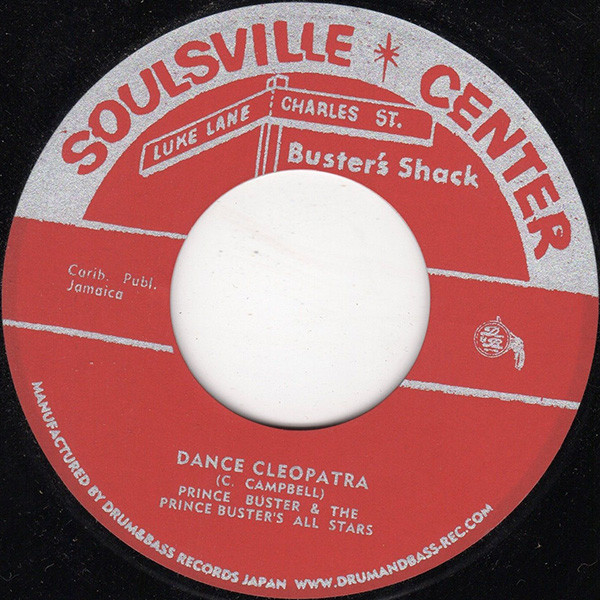 SOULSVILLE * CENTER
LUKE LANE
CHARLES ST.
Buster's Shack
Carib. Publ.
Jamaica
DANCE CLEOPATRA
(C. CAMPBELL)
PRINCE BUSTER & THE
PRINCE BUSTER'S ALL STARS
MANUFACTURED BY DRUM&BASS RECORDS JAPAN WWW.DRUMANDBASS-REC.COM